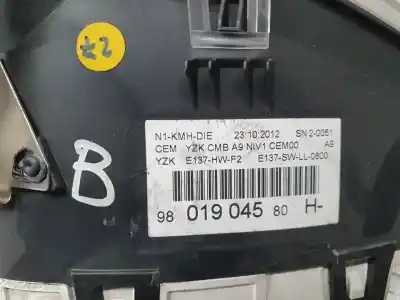 42
B
N1-KMH-DIE 23.10.2012 SN 2-0051
CEM YZK CMB A9 NIV1 CEM00 A9
YZK E137-HW-F2 E137-SW-LL-0800
98 019 045 80 H-